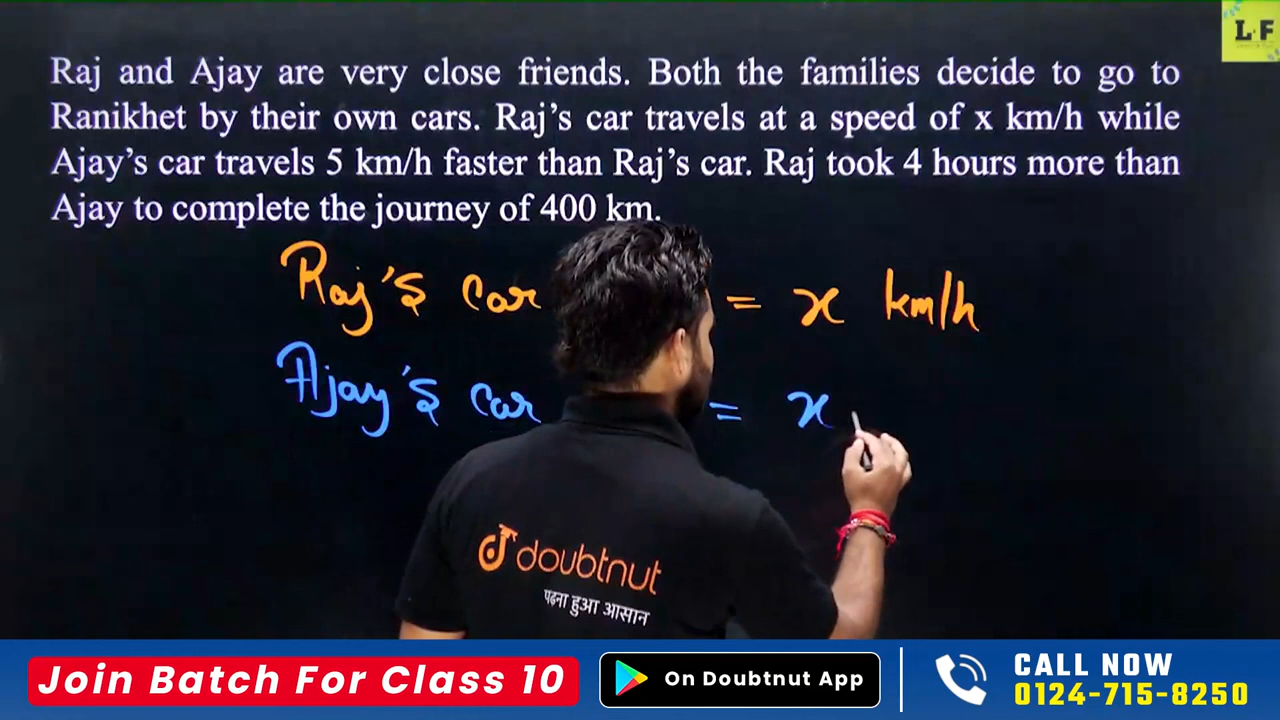 L F
Raj and Ajay are very close friends. Both the families decide to go to
Ranikhet by their own cars. Raj’s car travels at a speed of x km/h while
Ajay’s car travels 5 km/h faster than Raj’s car. Raj took 4 hours more than
Ajay to complete the journey of 400 km.
Raj's car = x km/h
Ajay's car = x
doubtnut
पढ़ना हुआ आसान
Join Batch For Class 10
On Doubtnut App
CALL NOW
0124-715-8250